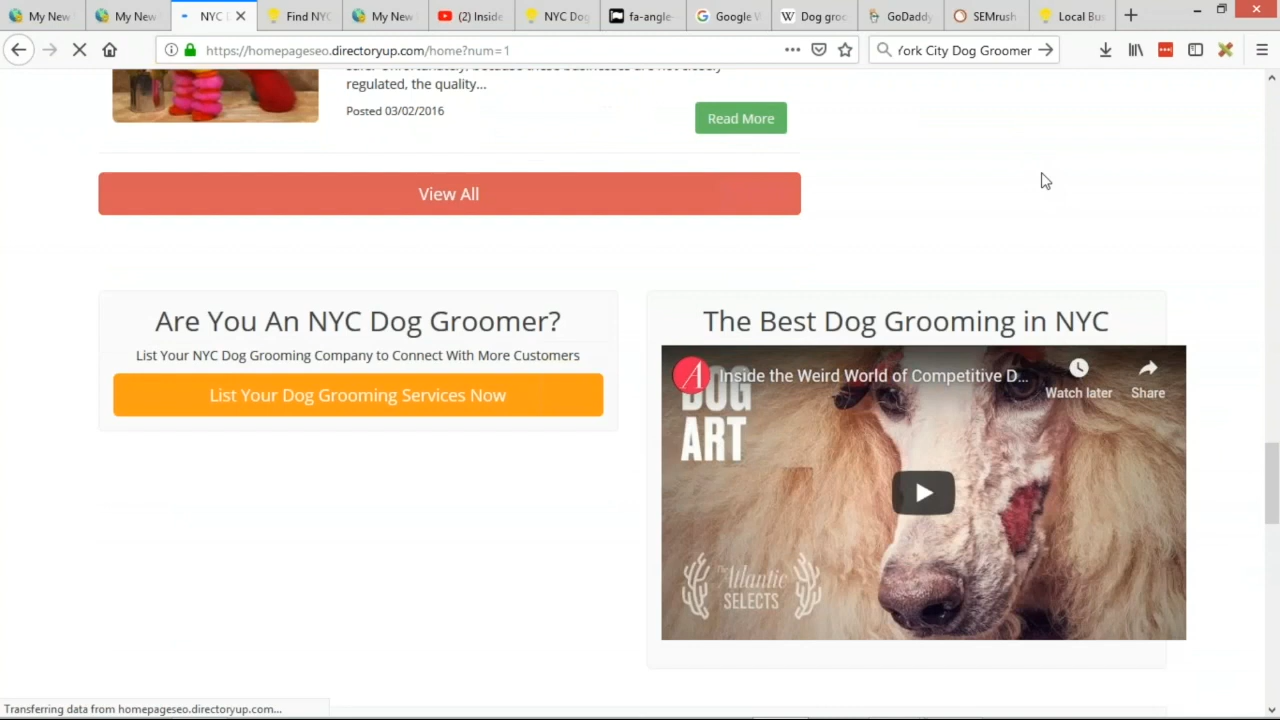 My New
My New
NYC
Find NYC
My New
(2) Inside
NYC Dog
fa-angle-
Google W
Dog groo
GoDaddy
SEMrush
Local Bus
https://homepageseo.directoryup.com/home?num=1
York City Dog Groomer
regulated, the quality...
Posted 03/02/2016
Read More
View All
Are You An NYC Dog Groomer?
List Your NYC Dog Grooming Company to Connect With More Customers
List Your Dog Grooming Services Now
The Best Dog Grooming in NYC
Inside the Weird World of Competitive D...
Watch later
Share
DOG
ART
The Atlantic
SELECTS
Transferring data from homepageseo.directoryup.com...